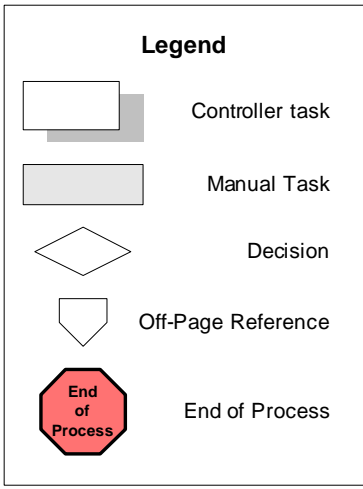 Legend
Controller task
Manual Task
Decision
Off-Page Reference
End
of
Process
End of Process